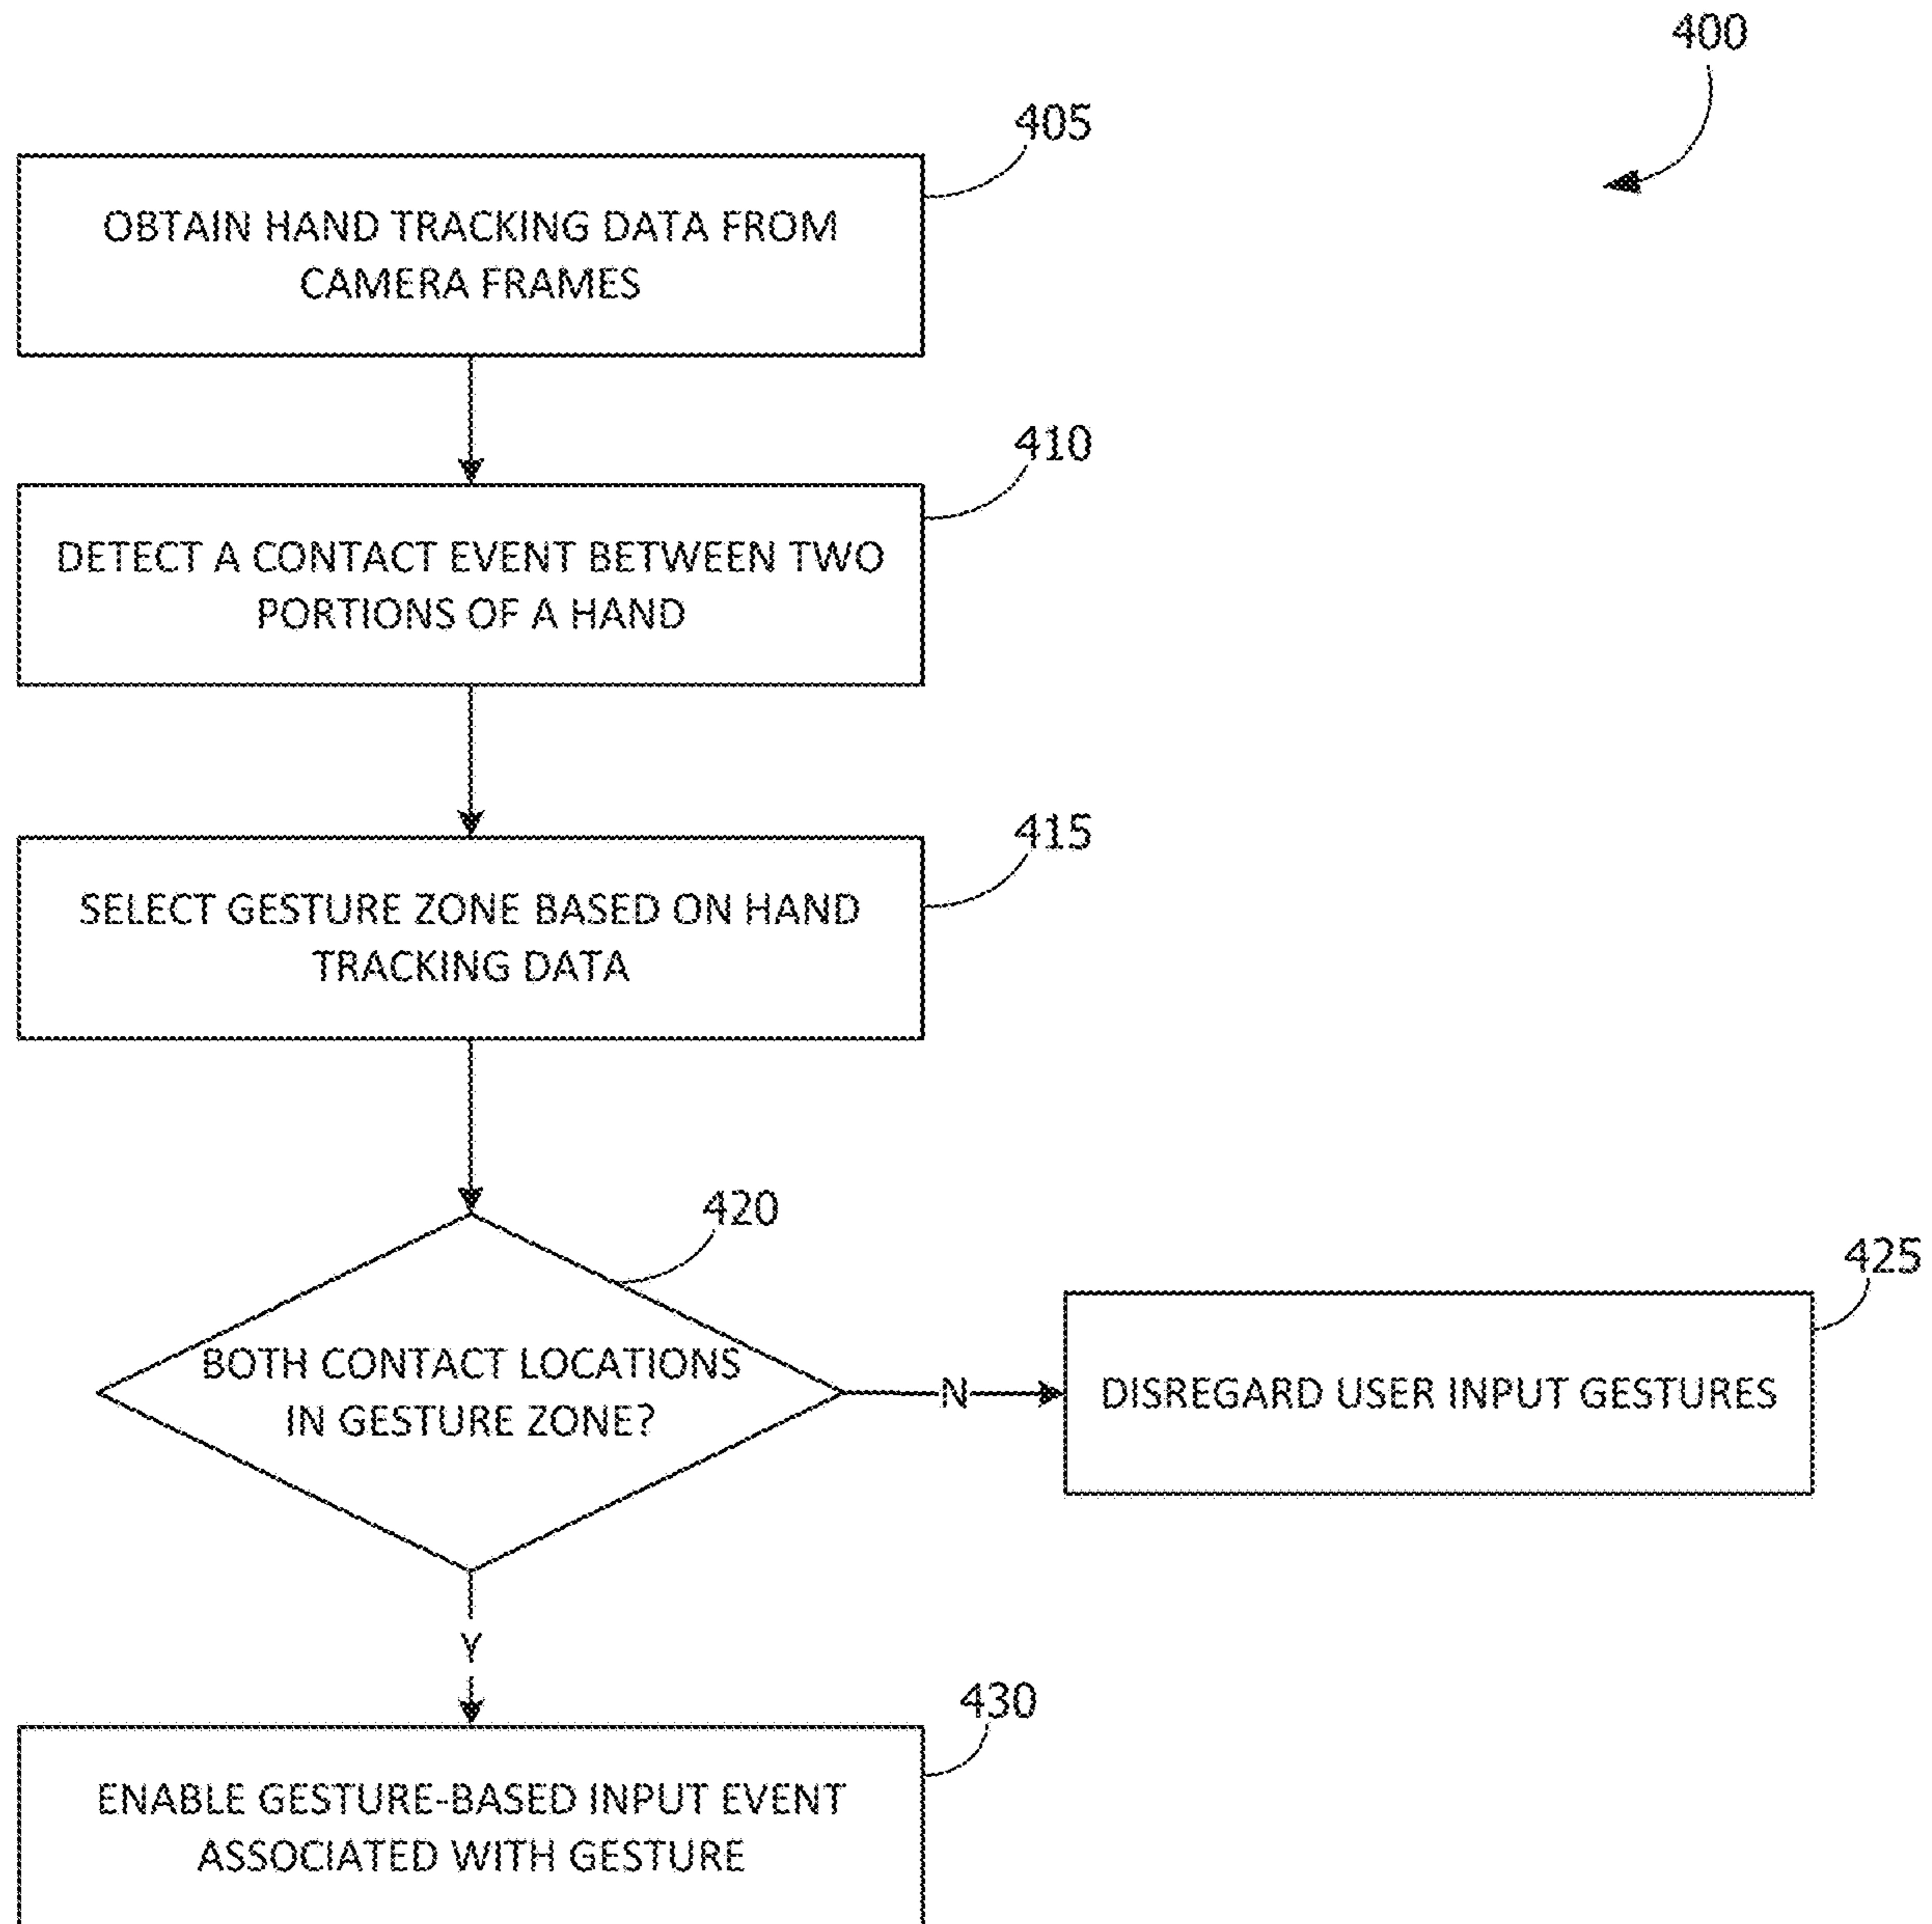 400
405
OBTAIN HAND TRACKING DATA FROM
CAMERA FRAMES
410
DETECT A CONTACT EVENT BETWEEN TWO
PORTIONS OF A HAND
415
SELECT GESTURE ZONE BASED ON HAND
TRACKING DATA
420
BOTH CONTACT LOCATIONS
IN GESTURE ZONE?
N
425
DISREGARD USER INPUT GESTURES
Y
430
ENABLE GESTURE-BASED INPUT EVENT
ASSOCIATED WITH GESTURE